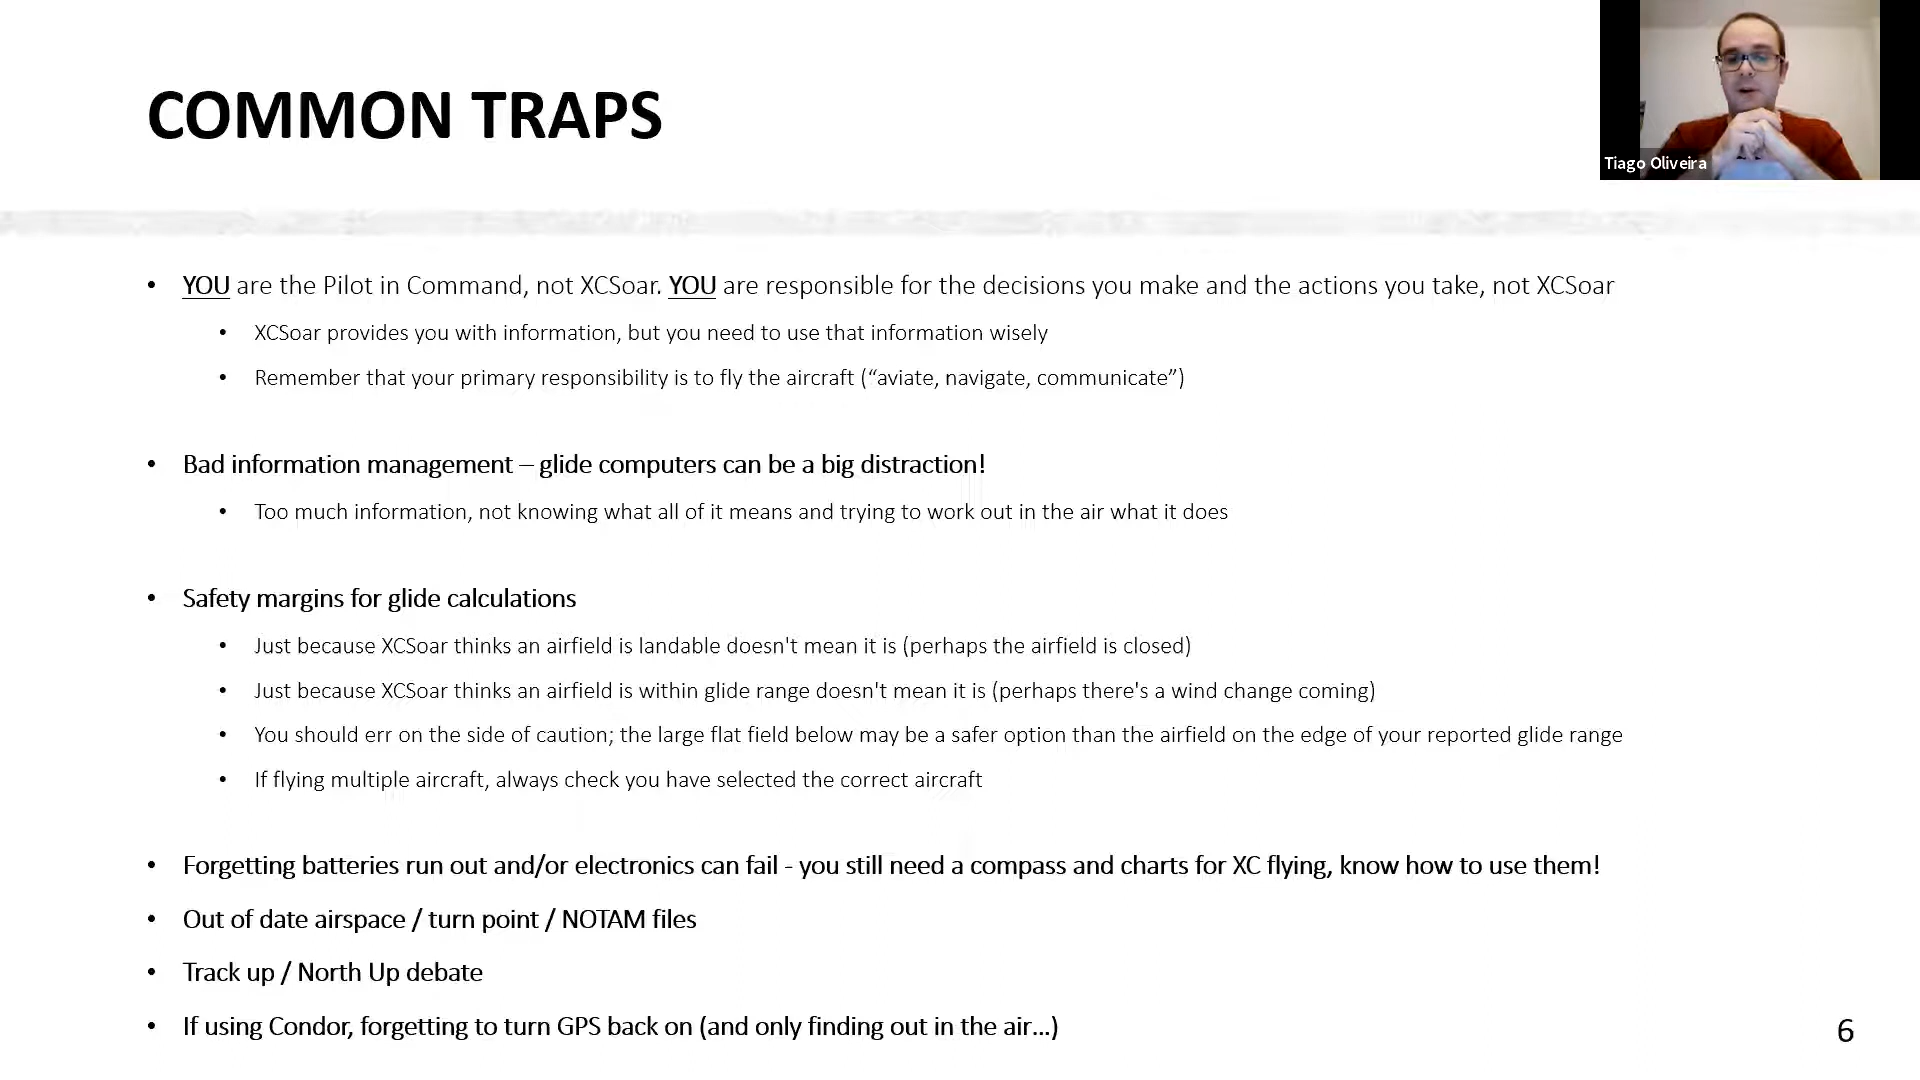 COMMON TRAPS
Tiago Oliveira
• YOU are the Pilot in Command, not XCSoar. YOU are responsible for the decisions you make and the actions you take, not XCSoar
• XCSoar provides you with information, but you need to use that information wisely
• Remember that your primary responsibility is to fly the aircraft (“aviate, navigate, communicate”)
• Bad information management – glide computers can be a big distraction!
• Too much information, not knowing what all of it means and trying to work out in the air what it does
• Safety margins for glide calculations
• Just because XCSoar thinks an airfield is landable doesn't mean it is (perhaps the airfield is closed)
• Just because XCSoar thinks an airfield is within glide range doesn't mean it is (perhaps there's a wind change coming)
• You should err on the side of caution; the large flat field below may be a safer option than the airfield on the edge of your reported glide range
• If flying multiple aircraft, always check you have selected the correct aircraft
• Forgetting batteries run out and/or electronics can fail - you still need a compass and charts for XC flying, know how to use them!
• Out of date airspace / turn point / NOTAM files
• Track up / North Up debate
• If using Condor, forgetting to turn GPS back on (and only finding out in the air…)
6